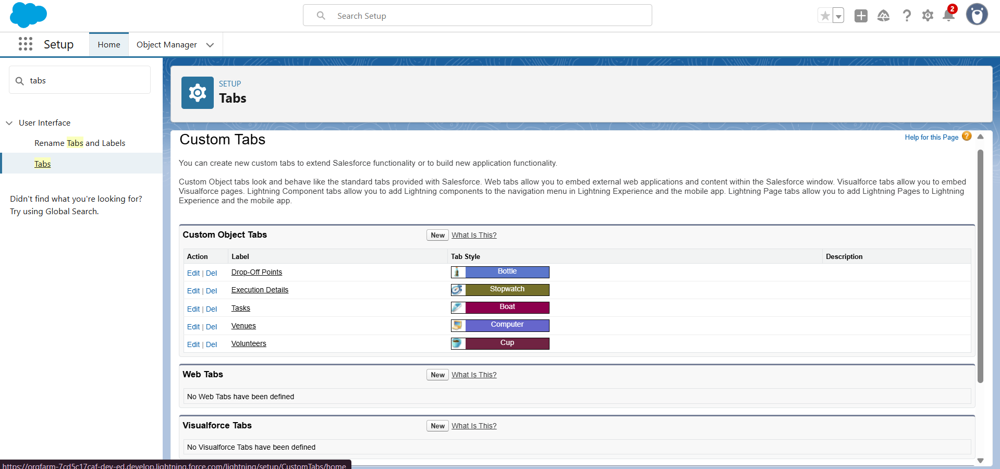 Search Setup
2
Setup
Home
Object Manager
tabs
User Interface
Rename Tabs and Labels
Tabs
Didn't find what you're looking for?
Try using Global Search.
SETUP
Tabs
Custom Tabs
Help for this Page ?
You can create new custom tabs to extend Salesforce functionality or to build new application functionality.
Custom Object tabs look and behave like the standard tabs provided with Salesforce. Web tabs allow you to embed external web applications and content within the Salesforce window. Visualforce tabs allow you to embed
Visualforce pages. Lightning Component tabs allow you to add Lightning components to the navigation menu in Lightning Experience and the mobile app. Lightning Page tabs allow you to add Lightning Pages to Lightning
Experience and the mobile app.
Custom Object Tabs New What Is This?
Action Label Tab Style Description
Edit | Del Drop-Off Points Bottle
Edit | Del Execution Details Stopwatch
Edit | Del Tasks Boat
Edit | Del Venues Computer
Edit | Del Volunteers Cup
Web Tabs New What Is This?
No Web Tabs have been defined
Visualforce Tabs New What Is This?
No Visualforce Tabs have been defined
https://orgfarm-7cd5c17caf-dev-ed.develop.lightning.force.com/lightning/setup/CustomTabs/home